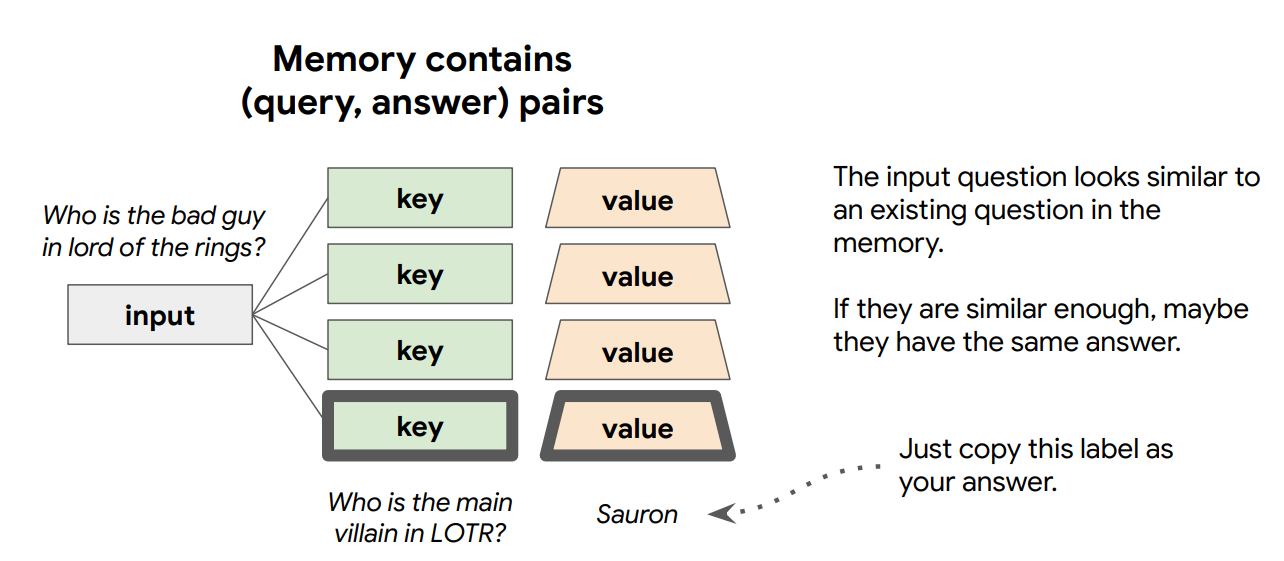 Memory contains
(query, answer) pairs
Who is the bad guy
in lord of the rings?
input
key
value
key
value
key
value
key
value
Who is the main
villain in LOTR?
Sauron
The input question looks similar to
an existing question in the
memory.
If they are similar enough, maybe
they have the same answer.
Just copy this label as
your answer.